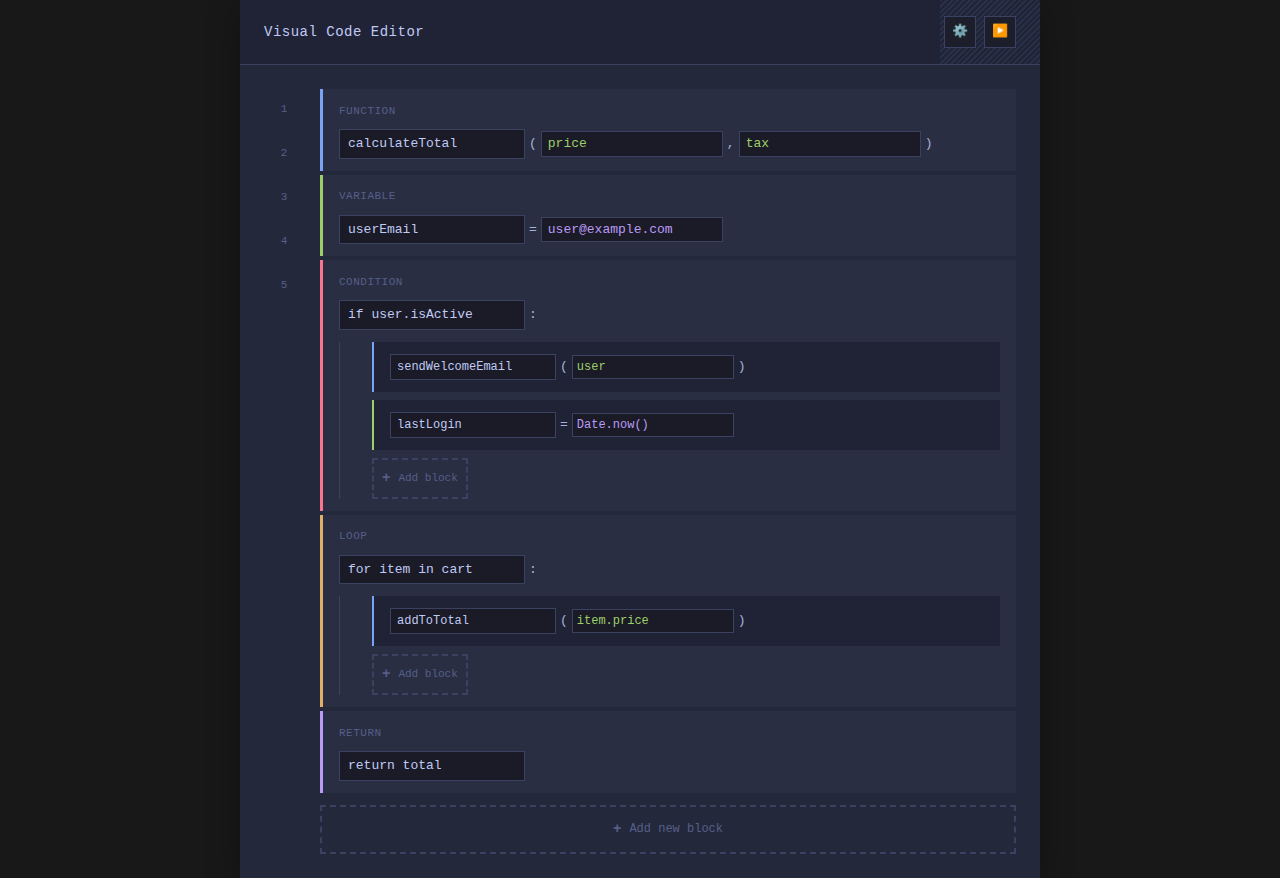 Visual Code Editor
⚙️ ▶️
1
2
3
4
5
FUNCTION
calculateTotal ( price , tax )
VARIABLE
userEmail = user@example.com
CONDITION
if user.isActive :
sendWelcomeEmail ( user )
lastLogin = Date.now()
+ Add block
LOOP
for item in cart :
addToTotal ( item.price )
+ Add block
RETURN
return total
+ Add new block